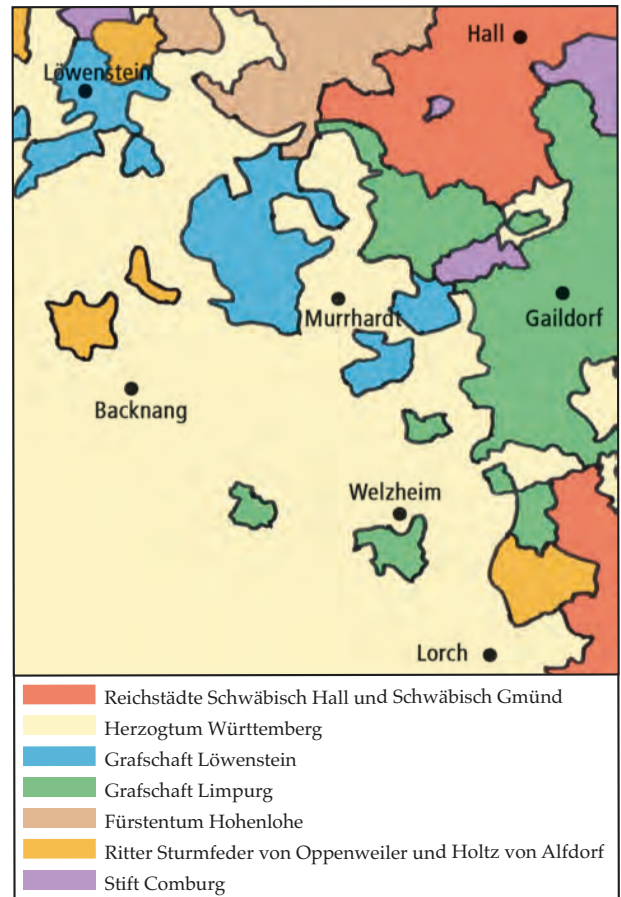 Hall
Löwenstein
Murrhardt
Gaildorf
Backnang
Welzheim
Lorch
Reichstädte Schwäbisch Hall und Schwäbisch Gmünd
Herzogtum Württemberg
Grafschaft Löwenstein
Grafschaft Limpurg
Fürstentum Hohenlohe
Ritter Sturmfeder von Oppenweiler und Holtz von Alfdorf
Stift Comburg